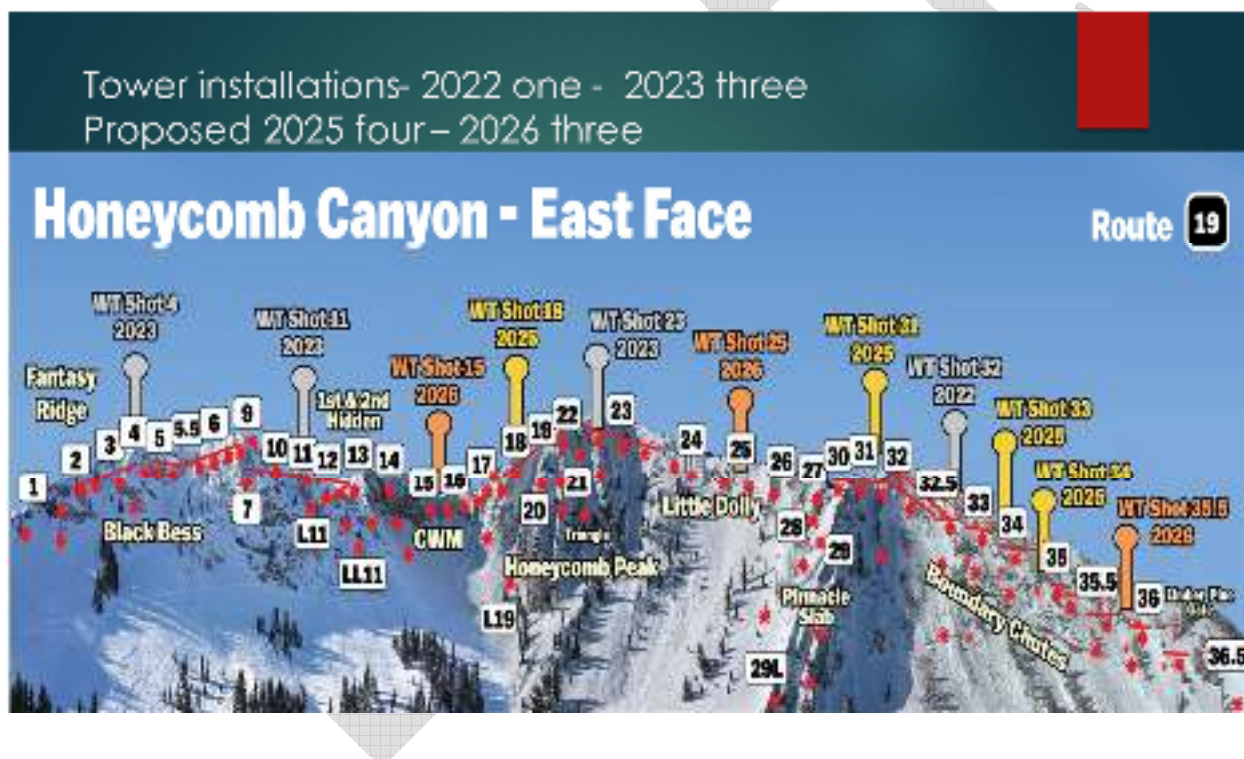 Tower installations- 2022 one - 2023 three
Proposed 2025 four – 2026 three
Honeycomb Canyon - East Face
Route 19
WT Shot 4
2023
WT Shot 11
2023
WT Shot 15
2026
WT Shot 18
2025
WT Shot 23
2023
WT Shot 25
2026
WT Shot 31
2025
WT Shot 32
2022
WT Shot 33
2025
WT Shot 34
2025
WT Shot 35.5
2026
Fantasy
Ridge
1st & 2nd
Hidden
1
2
3
4
5
5.5
6
9
10
11
12
13
14
15
16
17
18
19
22
23
24
25
26
27
30
31
32
32.5
33
34
35
35.5
36
36.5
7
L11
LL11
20
21
L19
28
29
29L
Black Bess
CWM
Triangle
Honeycomb Peak
Little Dolly
Pinnacle
Slab
Boundary Chutes